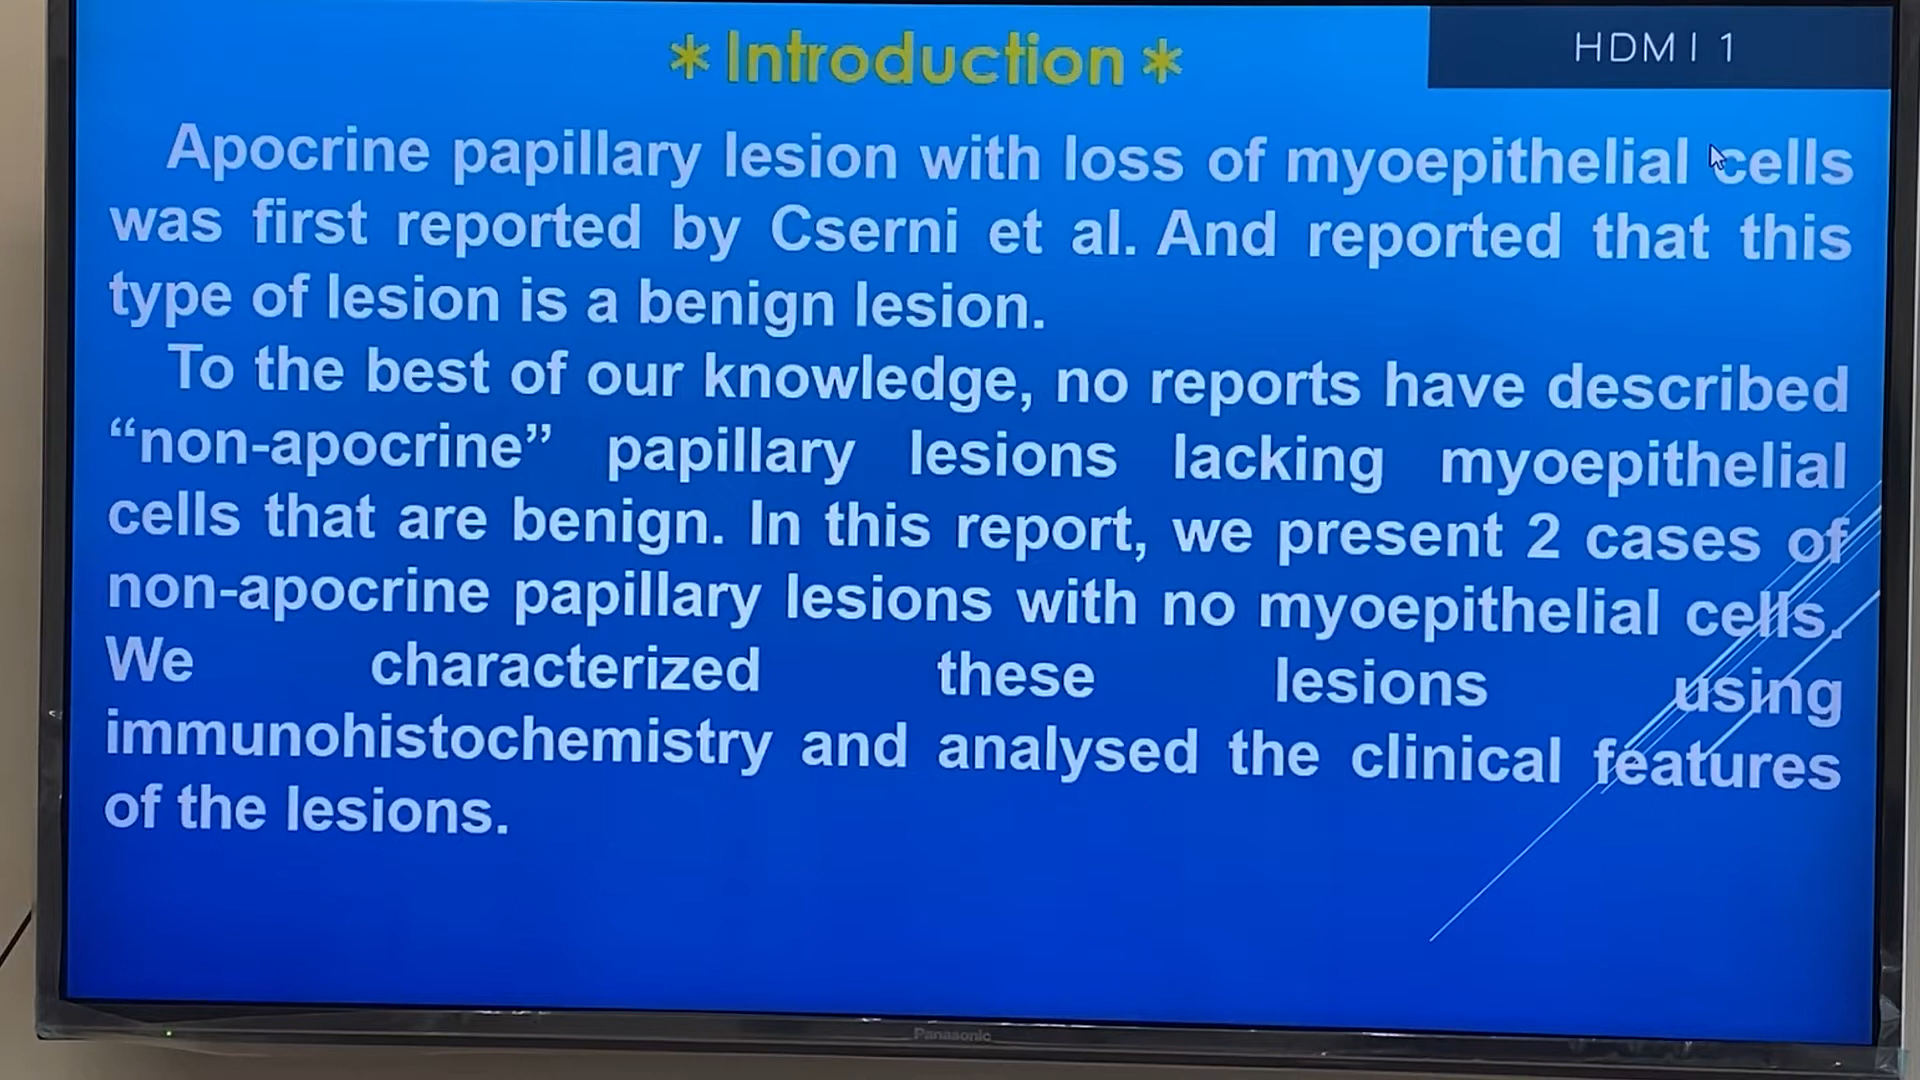 * Introduction *
HDMI 1
Apocrine papillary lesion with loss of myoepithelial cells
was first reported by Cserni et al. And reported that this
type of lesion is a benign lesion.
To the best of our knowledge, no reports have described
“non-apocrine” papillary lesions lacking myoepithelial
cells that are benign. In this report, we present 2 cases of
non-apocrine papillary lesions with no myoepithelial cells.
We characterized these lesions using
immunohistochemistry and analysed the clinical features
of the lesions.
Panasonic